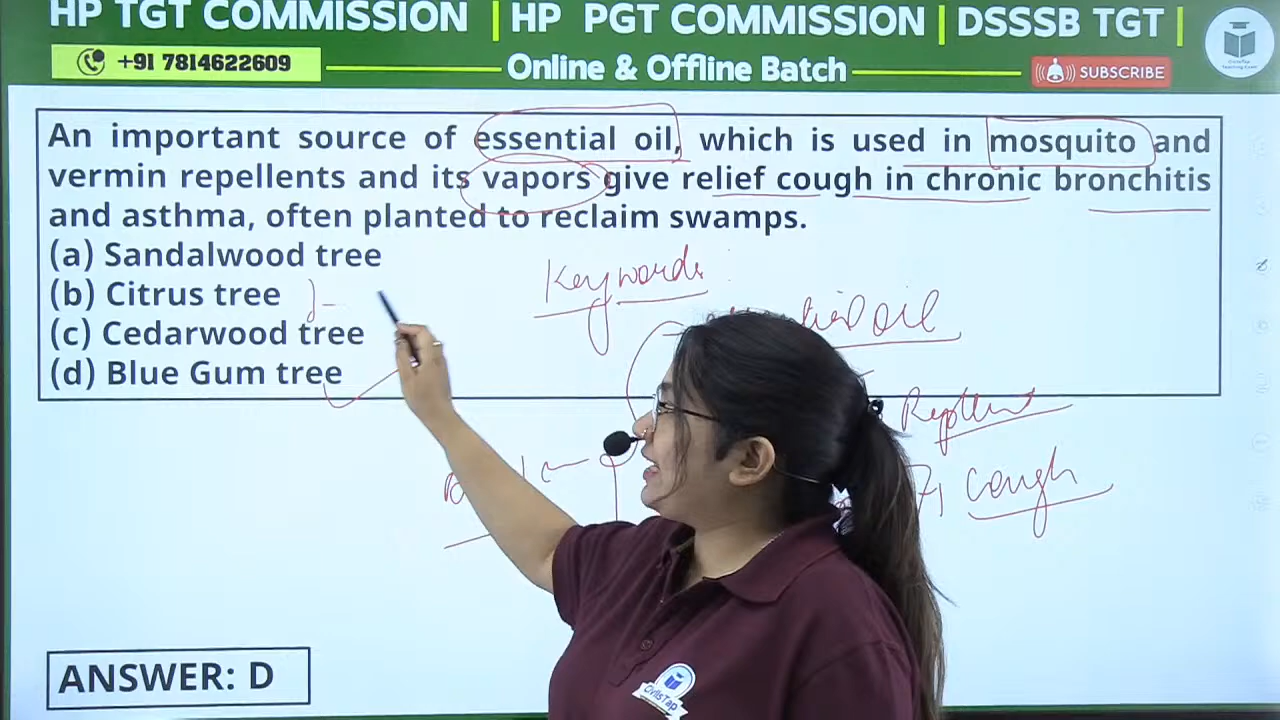 HP TGT COMMISSION | HP PGT COMMISSION | DSSSB TGT |
+91 7814622609
Online & Offline Batch
SUBSCRIBE
An important source of essential oil, which is used in mosquito and
vermin repellents and its vapors give relief cough in chronic bronchitis
and asthma, often planted to reclaim swamps.
(a) Sandalwood tree
(b) Citrus tree
(c) Cedarwood tree
(d) Blue Gum tree
Keywords
oil
cough
ANSWER: D
CivilsTap